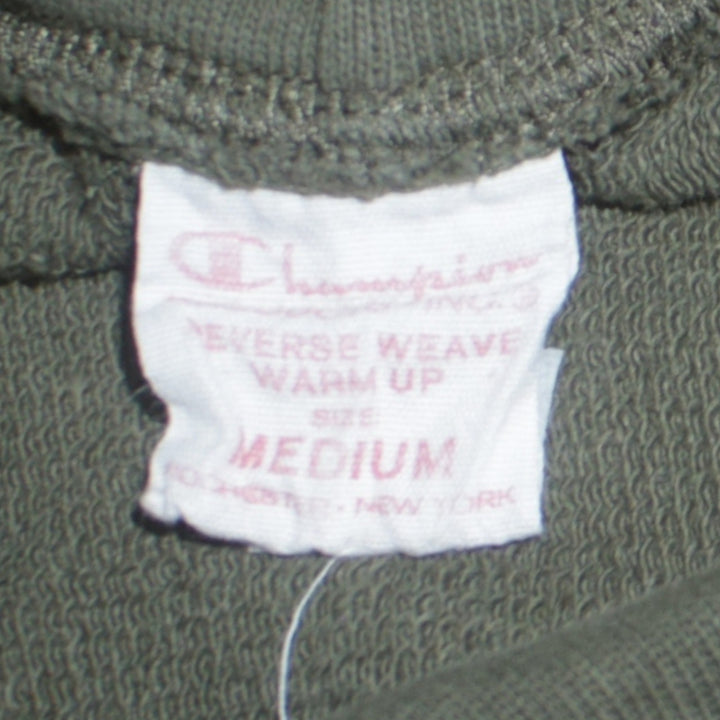 Champion
INC. ®
REVERSE WEAVE
WARM UP
SIZE
MEDIUM
ROCHESTER - NEW YORK